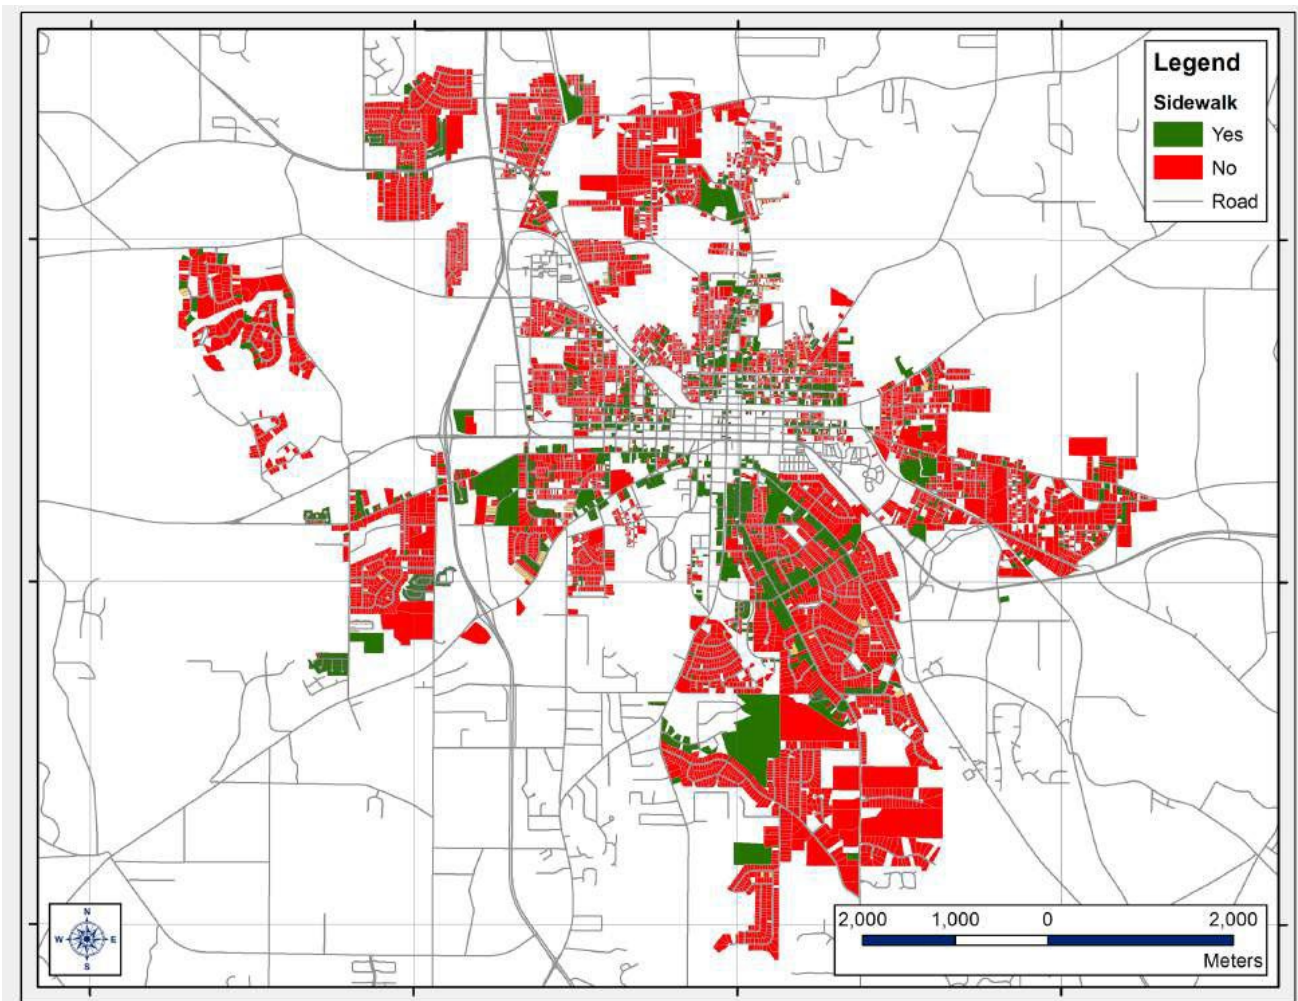 Legend
Sidewalk
Yes
No
Road
N
W E
S
2,000 1,000 0 2,000
Meters